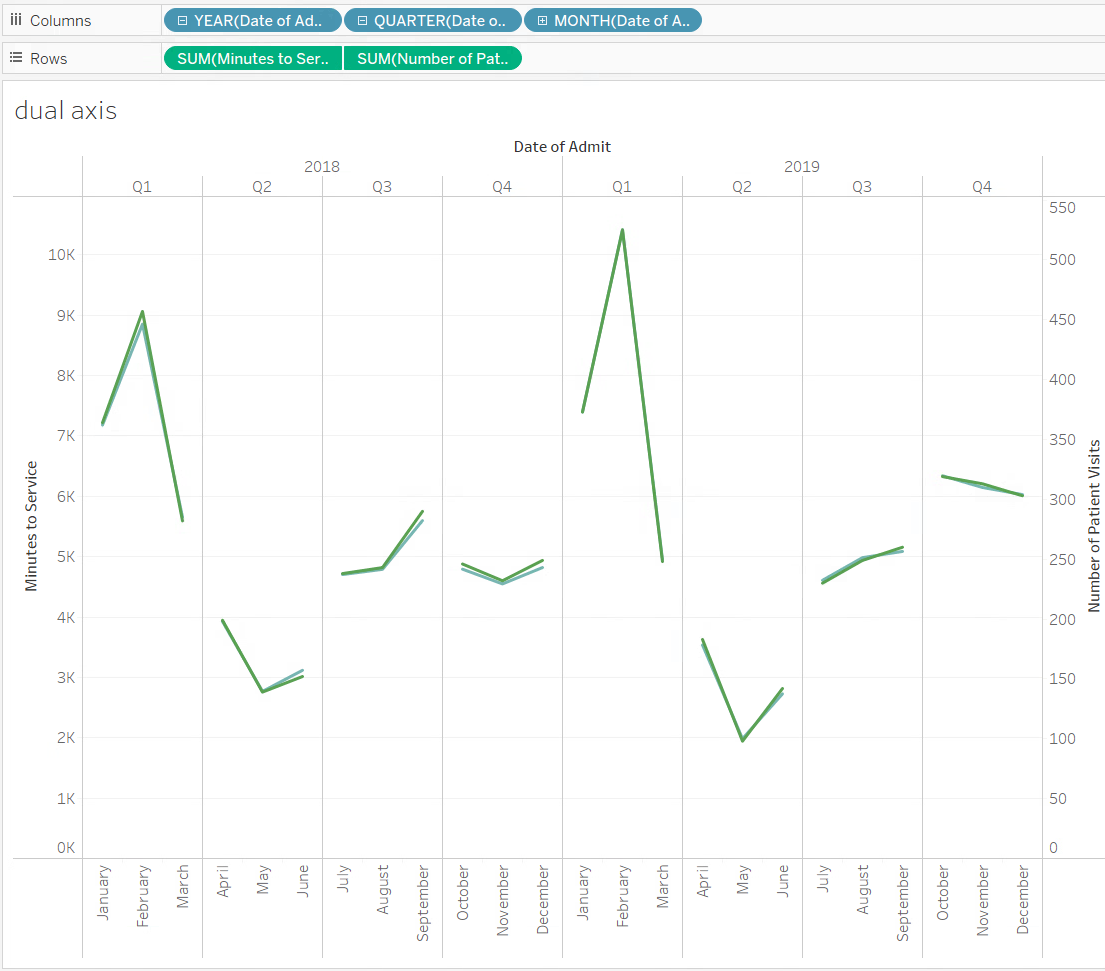 Columns
YEAR(Date of Ad..
QUARTER(Date o..
MONTH(Date of A..
Rows
SUM(Minutes to Ser..
SUM(Number of Pat..
dual axis
Date of Admit
2018
2019
Q1
Q2
Q3
Q4
Q1
Q2
Q3
Q4
10K
9K
8K
7K
6K
5K
4K
3K
2K
1K
0K
Minutes to Service
550
500
450
400
350
300
250
200
150
100
50
0
Number of Patient Visits
January
February
March
April
May
June
July
August
September
October
November
December
January
February
March
April
May
June
July
August
September
October
November
December